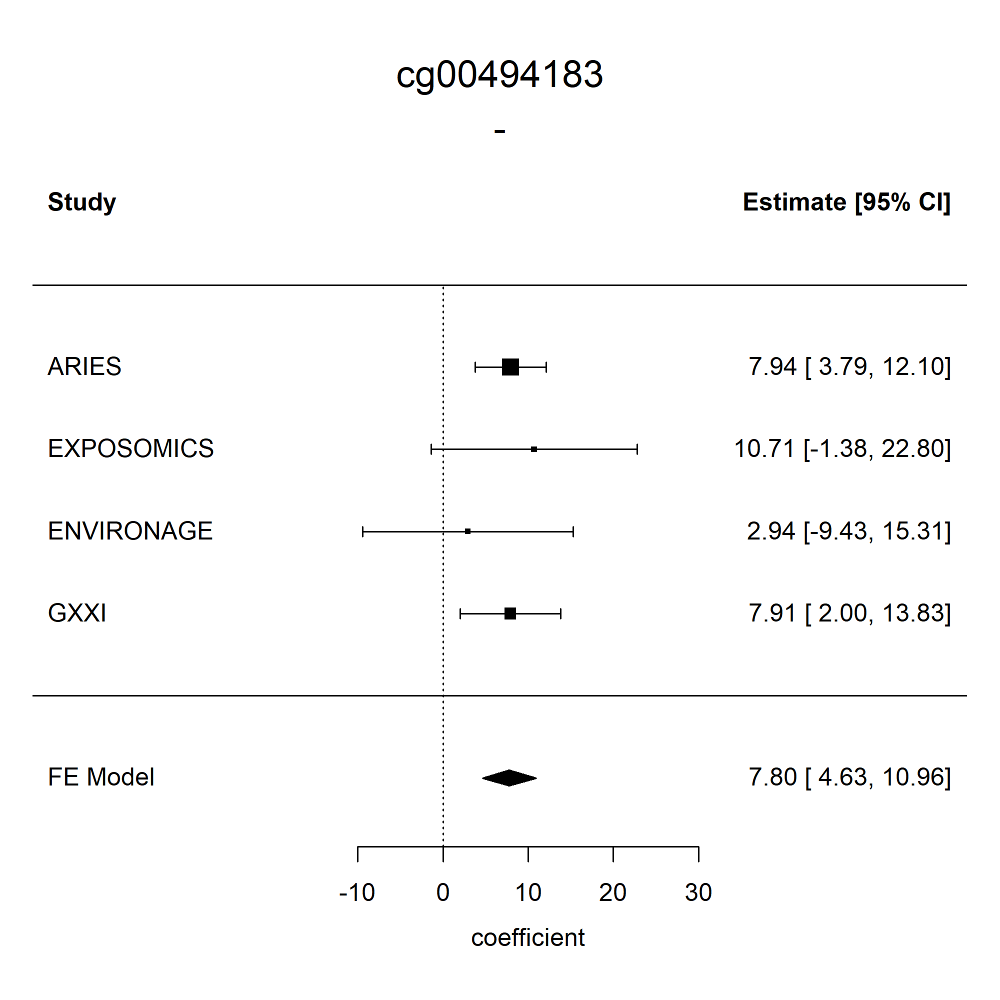 cg00494183
-
Study Estimate [95% CI]
ARIES 7.94 [ 3.79, 12.10]
EXPOSOMICS 10.71 [-1.38, 22.80]
ENVIRONAGE 2.94 [-9.43, 15.31]
GXXI 7.91 [ 2.00, 13.83]
FE Model 7.80 [ 4.63, 10.96]
-10 0 10 20 30
coefficient